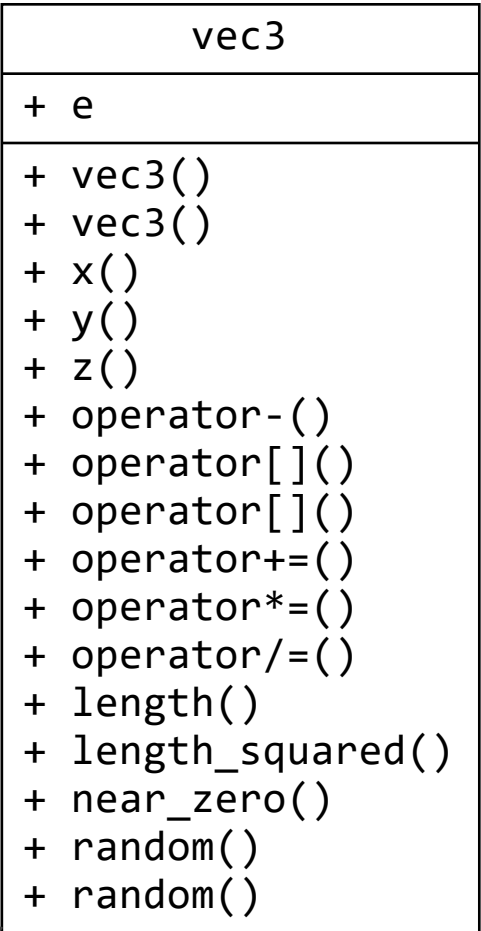 vec3
+ e
+ vec3()
+ vec3()
+ x()
+ y()
+ z()
+ operator-()
+ operator[]()
+ operator[]()
+ operator+=()
+ operator*=()
+ operator/=()
+ length()
+ length_squared()
+ near_zero()
+ random()
+ random()